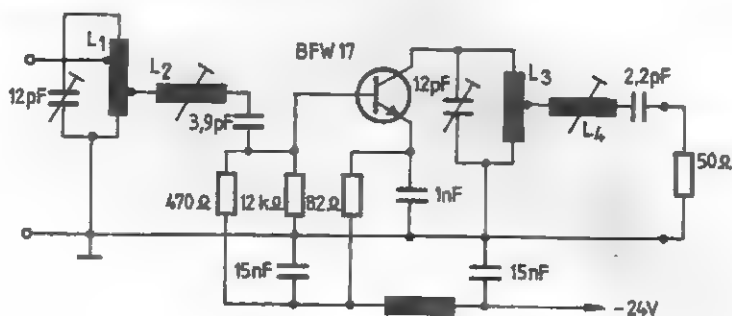 L1
L2
BFW 17
L3
2,2pF
12pF
12pF
3,9pF
L4
470Ω
12kΩ
82Ω
1nF
50Ω
15nF
15nF
-24V